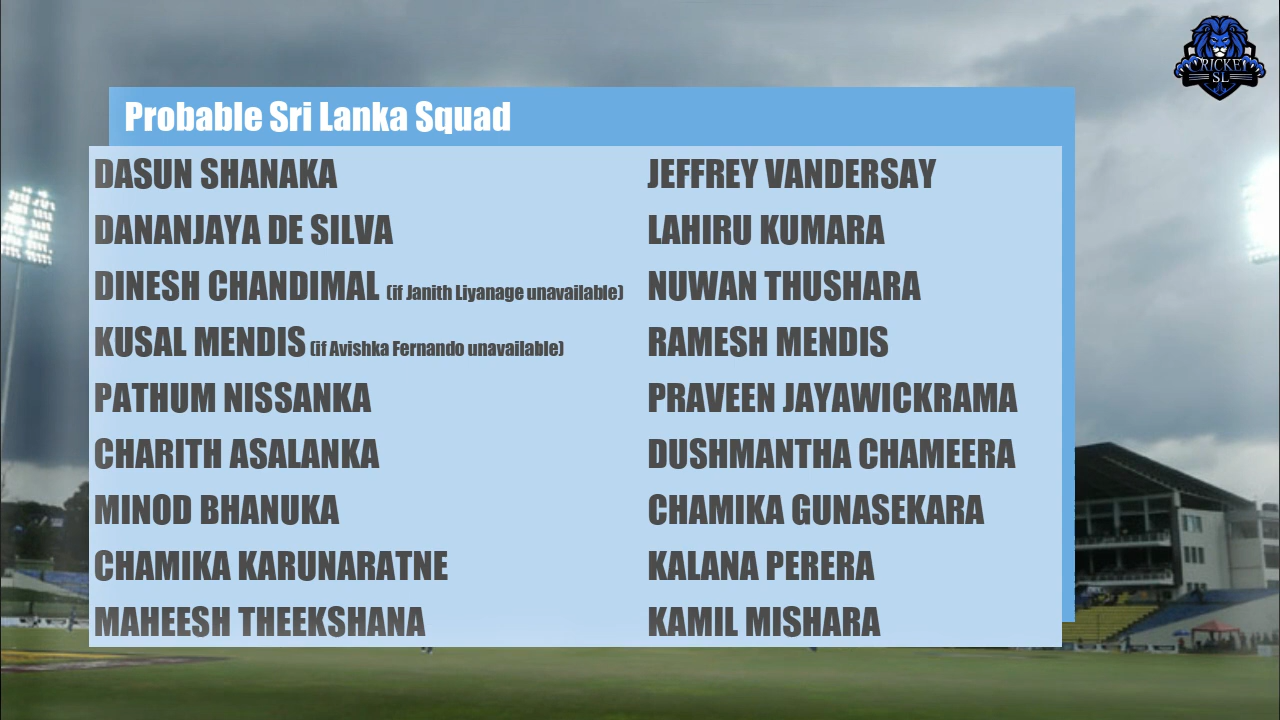 CRICKET
SL
Probable Sri Lanka Squad
DASUN SHANAKA
DANANJAYA DE SILVA
DINESH CHANDIMAL (if Janith Liyanage unavailable)
KUSAL MENDIS (if Avishka Fernando unavailable)
PATHUM NISSANKA
CHARITH ASALANKA
MINOD BHANUKA
CHAMIKA KARUNARATNE
MAHEESH THEEKSHANA
JEFFREY VANDERSAY
LAHIRU KUMARA
NUWAN THUSHARA
RAMESH MENDIS
PRAVEEN JAYAWICKRAMA
DUSHMANTHA CHAMEERA
CHAMIKA GUNASEKARA
KALANA PERERA
KAMIL MISHARA